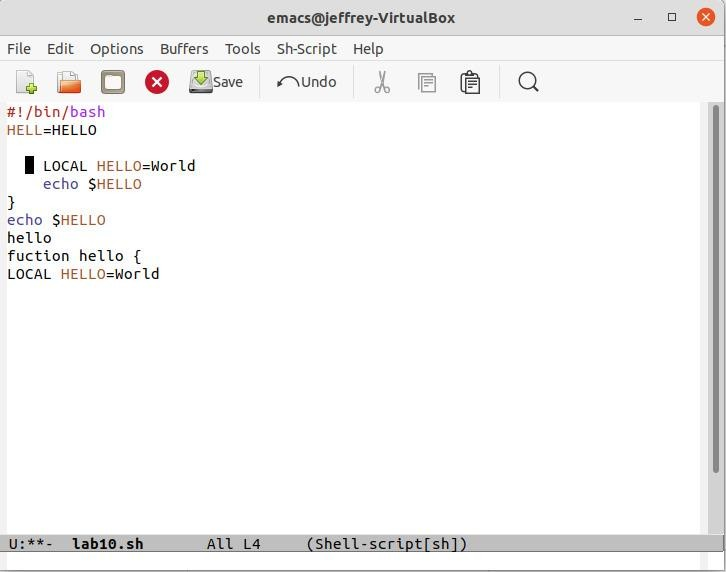 emacs@jeffrey-VirtualBox
File Edit Options Buffers Tools Sh-Script Help
Save Undo
#!/bin/bash
HELL=HELLO
LOCAL HELLO=World
echo $HELLO
}
echo $HELLO
hello
fuction hello {
LOCAL HELLO=World
U:**- lab10.sh All L4 (Shell-script[sh])